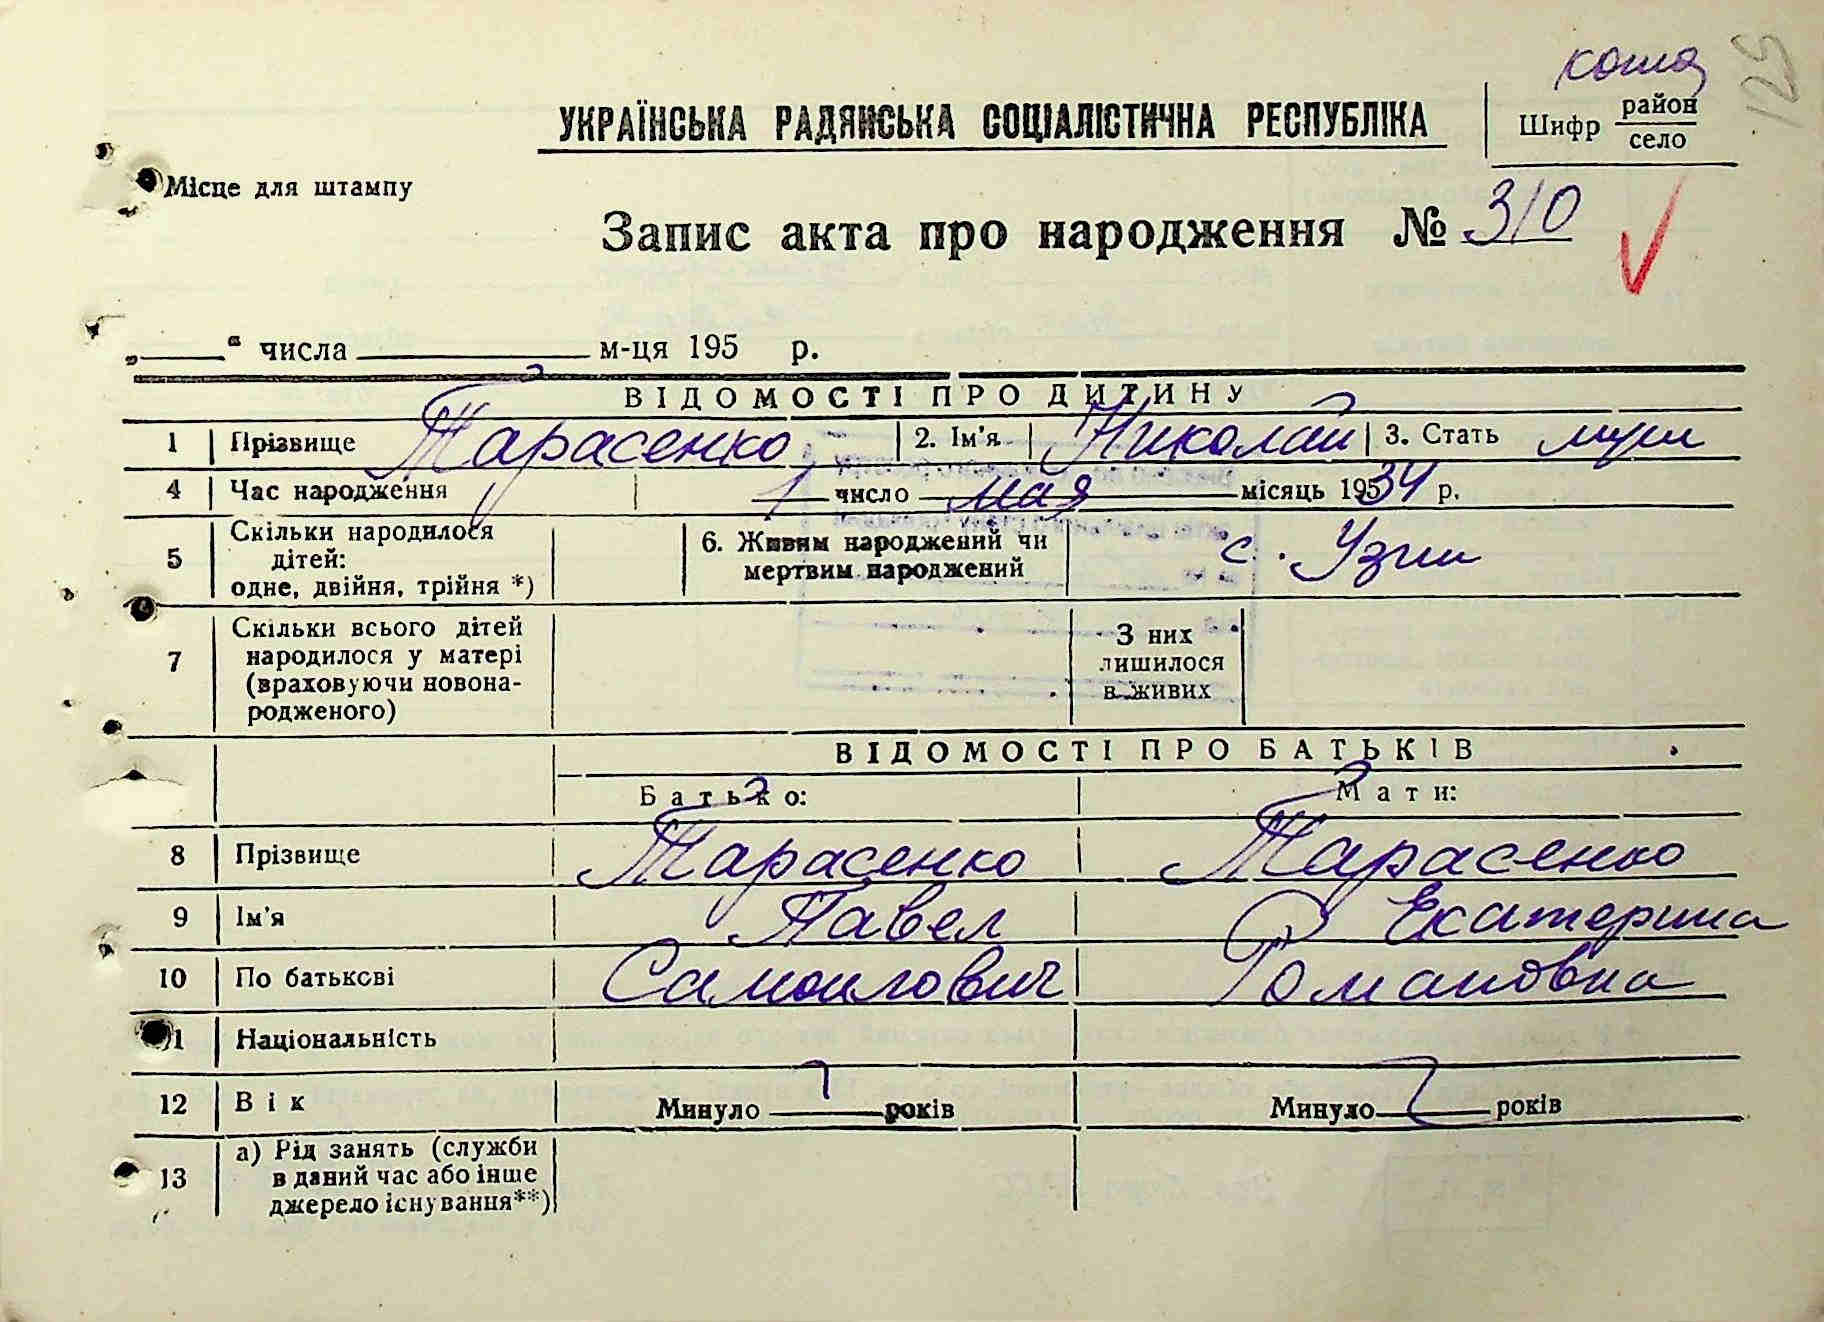 копия
125
УКРАЇНСЬКА РАДЯНСЬКА СОЦІАЛІСТИЧНА РЕСПУБЛІКА
Шифр район
село
Місце для штампу
Запис акта про народження № 310
„ “ числа м-ця 195 р.
ВІДОМОСТІ ПРО ДИТИНУ
1 Прізвище Тарасенко 2. Ім'я Николай 3. Стать муж
4 Час народження 1 число мая місяць 1934 р.
5 Скільки народилося дітей: одне, двійня, трійня *) 6. Живим народжений чи мертвим народжений с. Узин
7 Скільки всього дітей народилося у матері (враховуючи новонародженого) З них лишилося в живих
ВІДОМОСТІ ПРО БАТЬКІВ
Батько: Мати:
8 Прізвище Тарасенко Тарасенко
9 Ім'я Павел Екатерина
10 По батькові Самоилович Романовна
11 Національність
12 Вік Минуло ? років Минуло ? років
13 а) Рід занять (служби в даний час або інше джерело існування**)